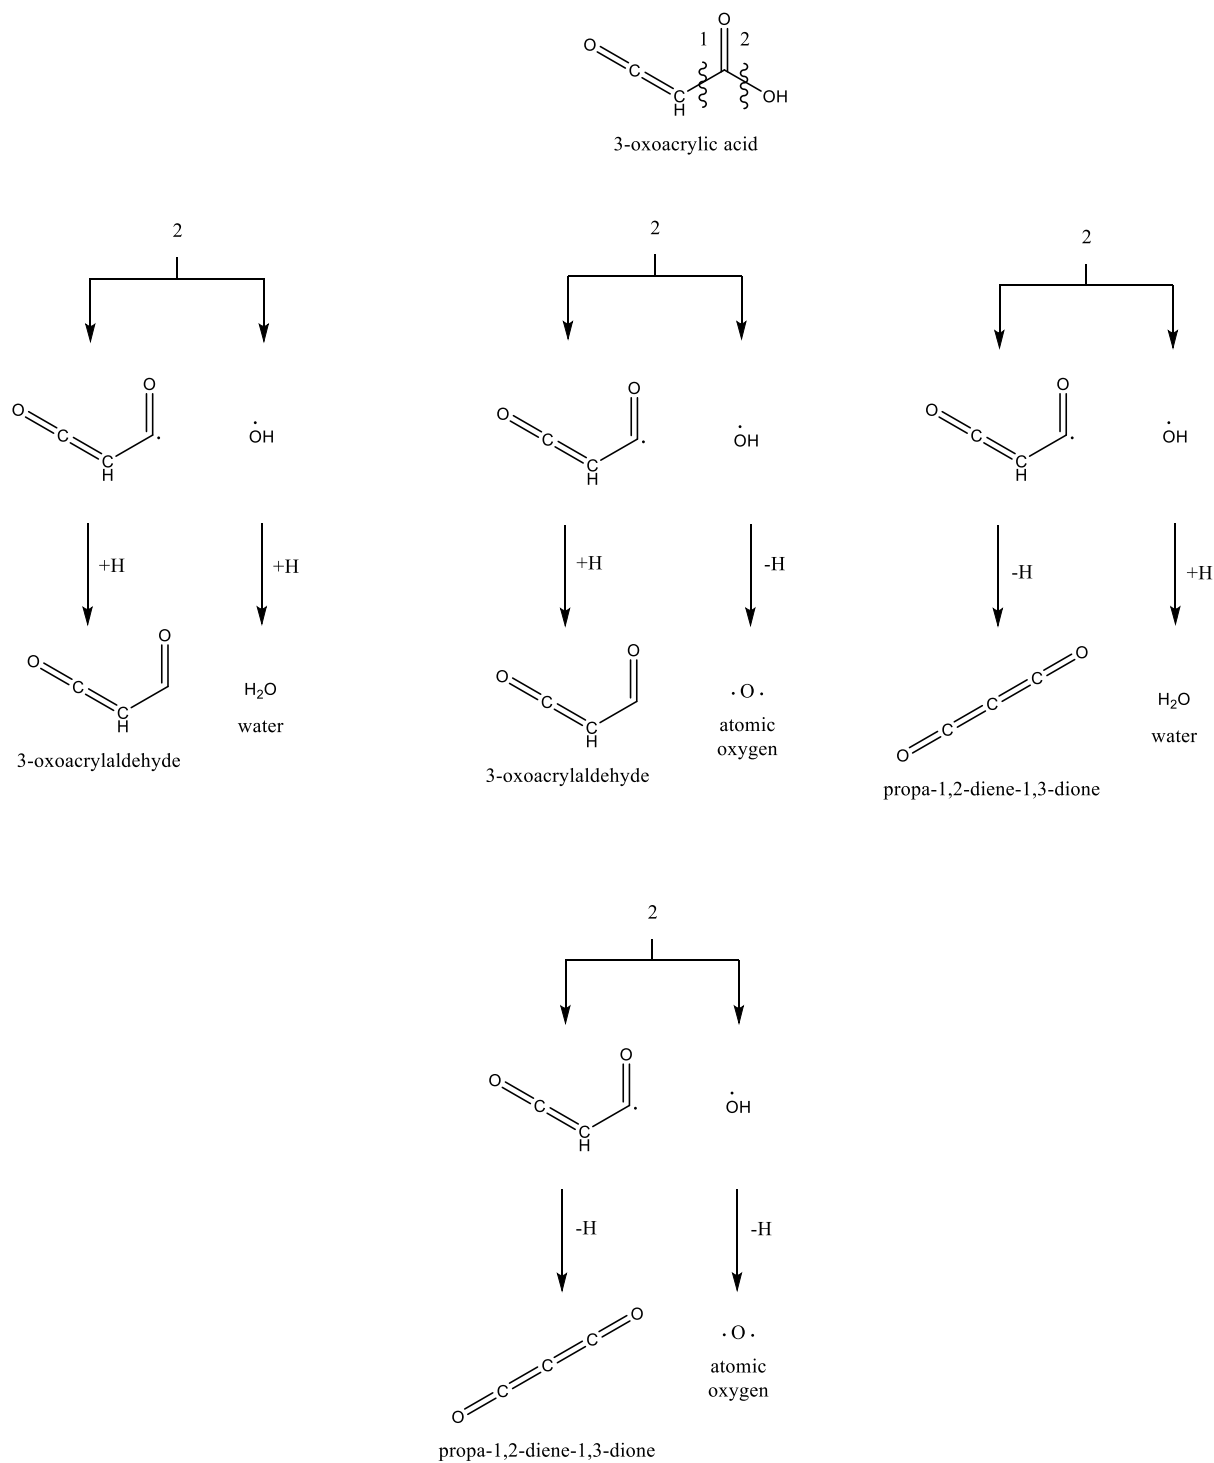 O
1 2
O
C
C
H
OH
3-oxoacrylic acid
2
2
2
O
O
C
C
H
OH
O
O
C
C
H
OH
O
O
C
C
H
OH
+H
+H
+H
-H
-H
+H
O
O
C
C
H
H2O
water
3-oxoacrylaldehyde
O
O
C
C
H
·O·
atomic
oxygen
3-oxoacrylaldehyde
O
C
C
C
O
H2O
water
propa-1,2-diene-1,3-dione
2
O
O
C
C
H
OH
-H
-H
O
C
C
C
O
·O·
atomic
oxygen
propa-1,2-diene-1,3-dione